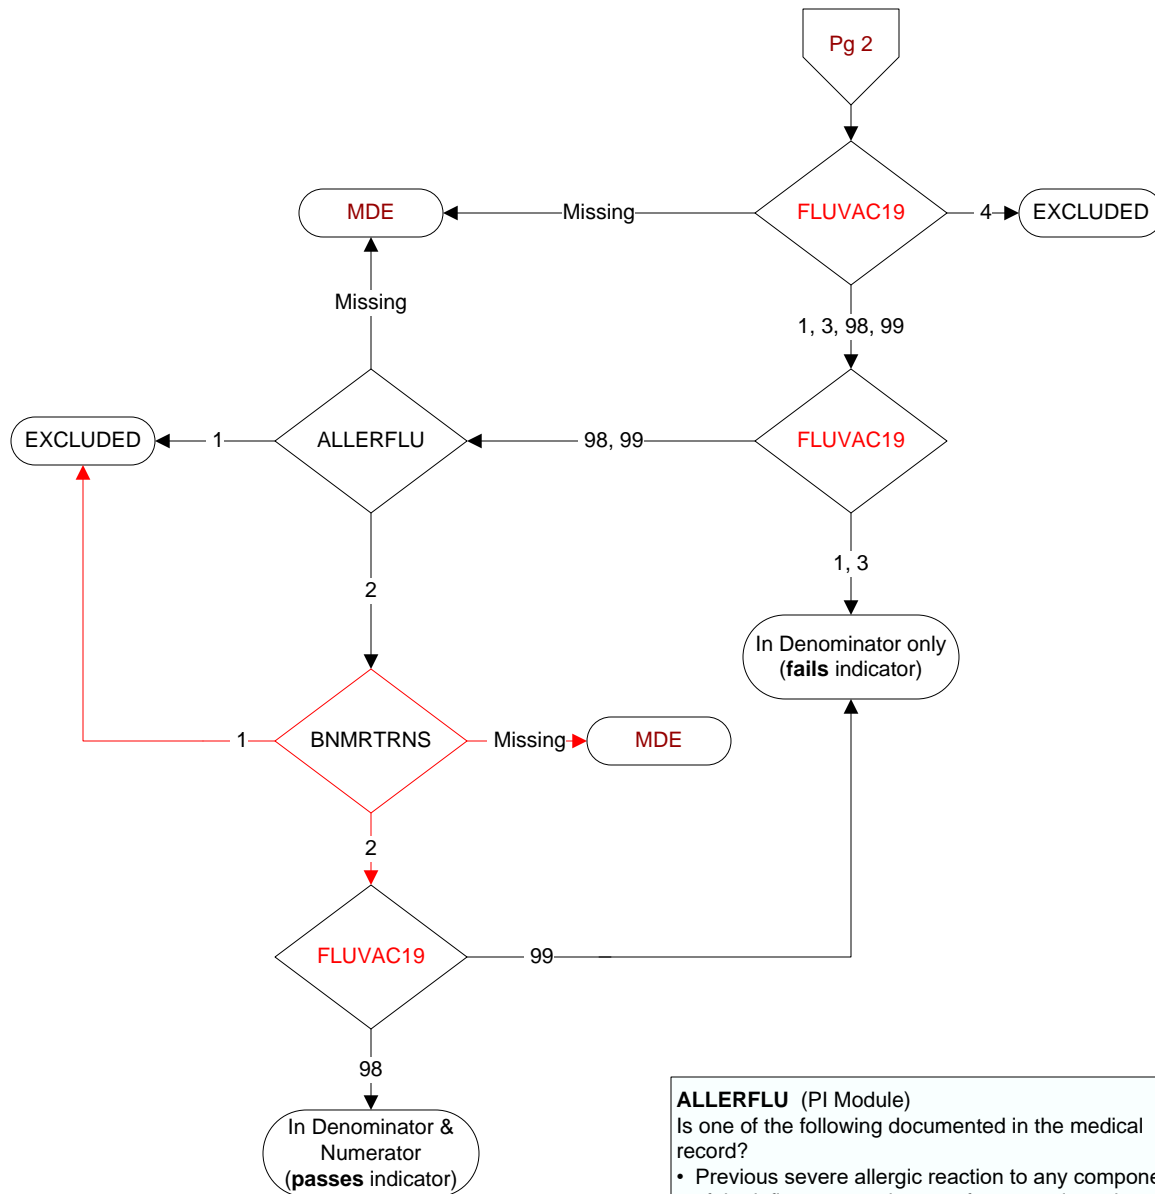 Pg 2
FLUVAC19
4
EXCLUDED
Missing
MDE
Missing
1, 3, 98, 99
FLUVAC19
98, 99
ALLERFLU
1
EXCLUDED
1, 3
2
In Denominator only
(fails indicator)
BNMRTRNS
1
Missing
MDE
2
FLUVAC19
99
98
In Denominator &
Numerator
(passes indicator)
ALLERFLU (PI Module)
Is one of the following documented in the medical
record?
• Previous severe allergic reaction to any compone